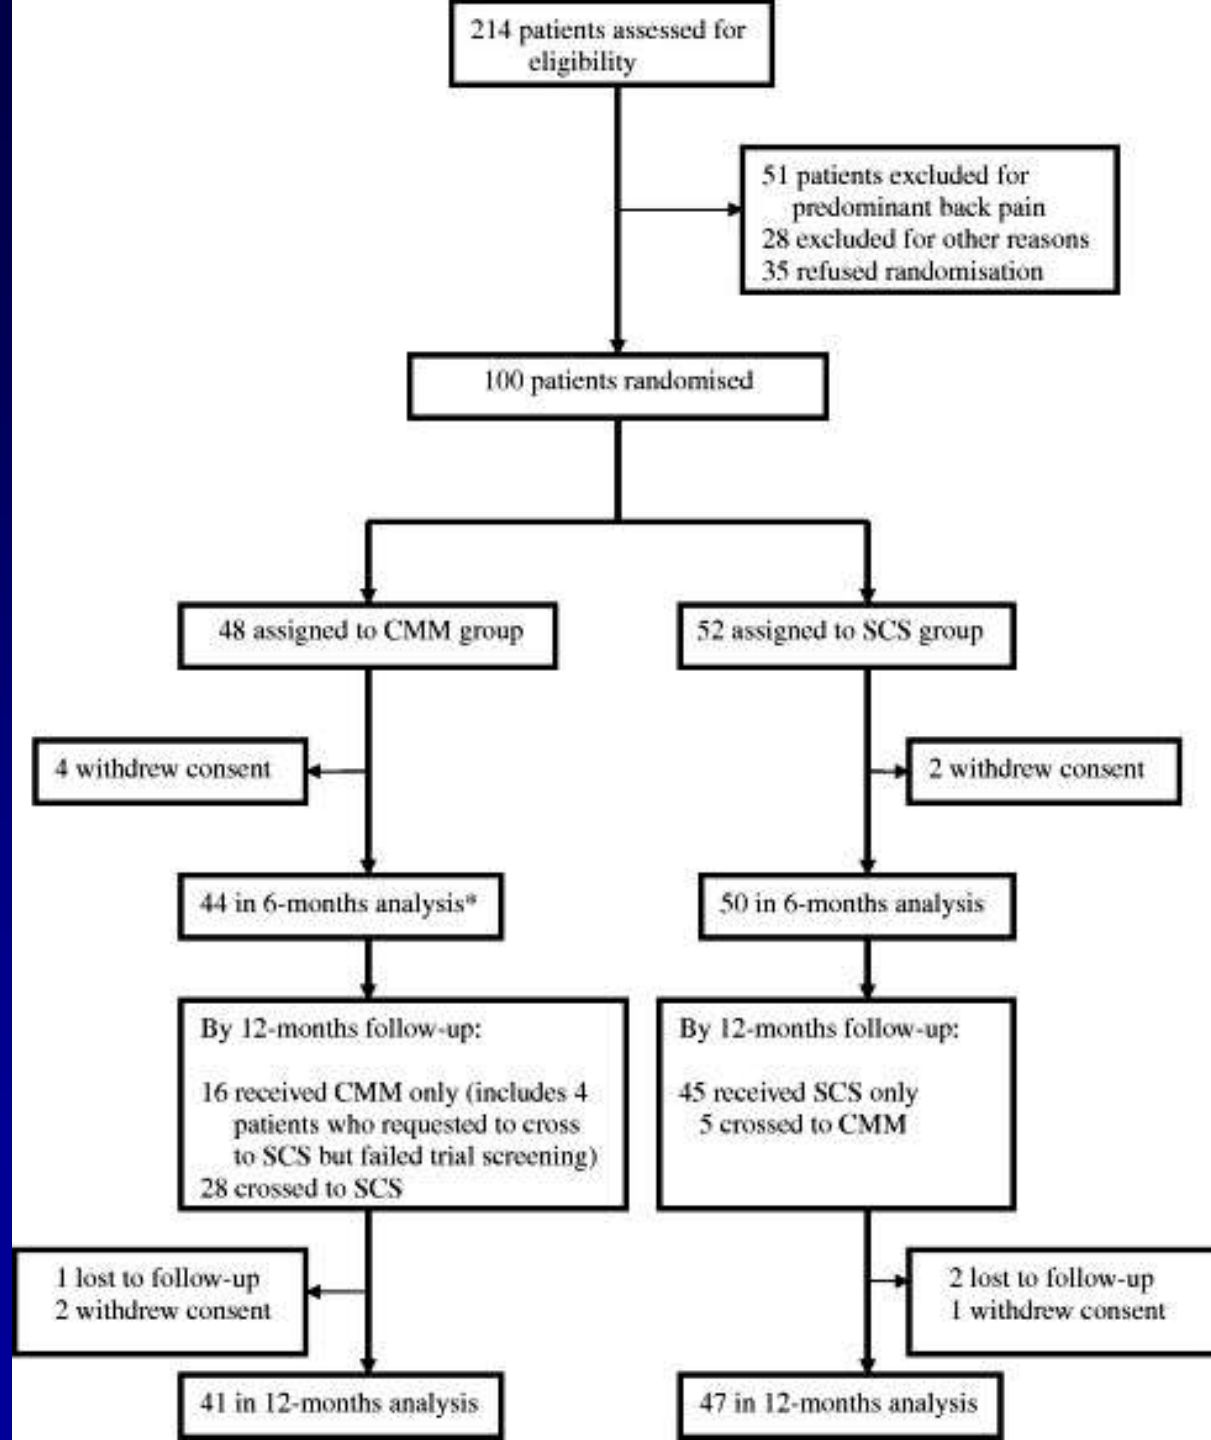 214 patients assessed for
eligibility
51 patients excluded for
predominant back pain
28 excluded for other reasons
35 refused randomisation
100 patients randomised
48 assigned to CMM group
52 assigned to SCS group
4 withdrew consent
2 withdrew consent
44 in 6-months analysis*
50 in 6-months analysis
By 12-months follow-up:
16 received CMM only (includes 4
patients who requested to cross
to SCS but failed trial screening)
28 crossed to SCS
By 12-months follow-up:
45 received SCS only
5 crossed to CMM
1 lost to follow-up
2 withdrew consent
2 lost to follow-up
1 withdrew consent
41 in 12-months analysis
47 in 12-months analysis